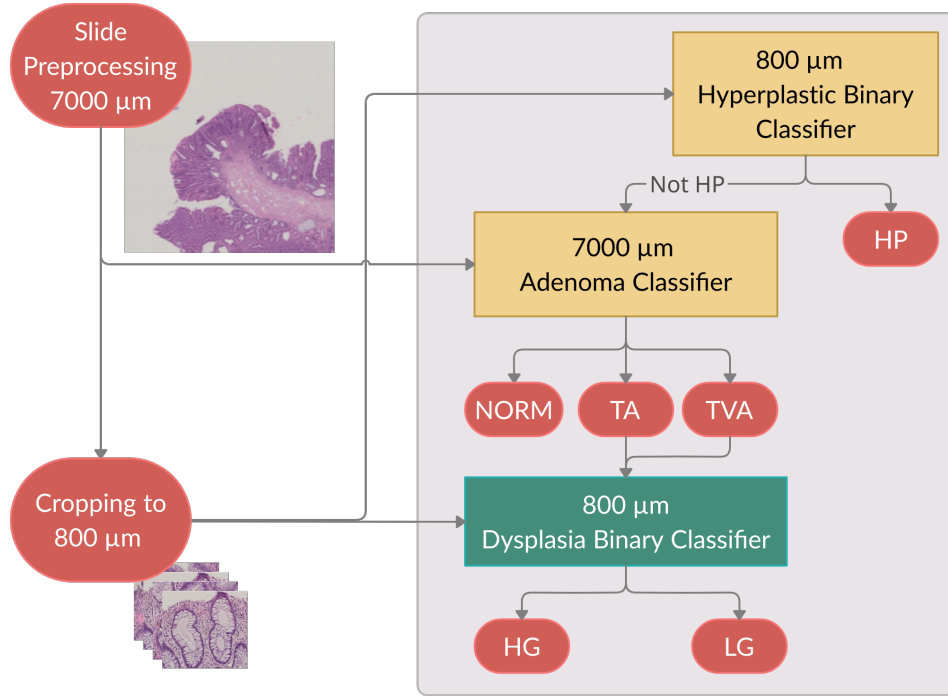 Slide
Preprocessing
7000 μm
800 μm
Hyperplastic Binary
Classifier
Not HP
HP
7000 μm
Adenoma Classifier
NORM
TA
TVA
Cropping to
800 μm
800 μm
Dysplasia Binary Classifier
HG
LG